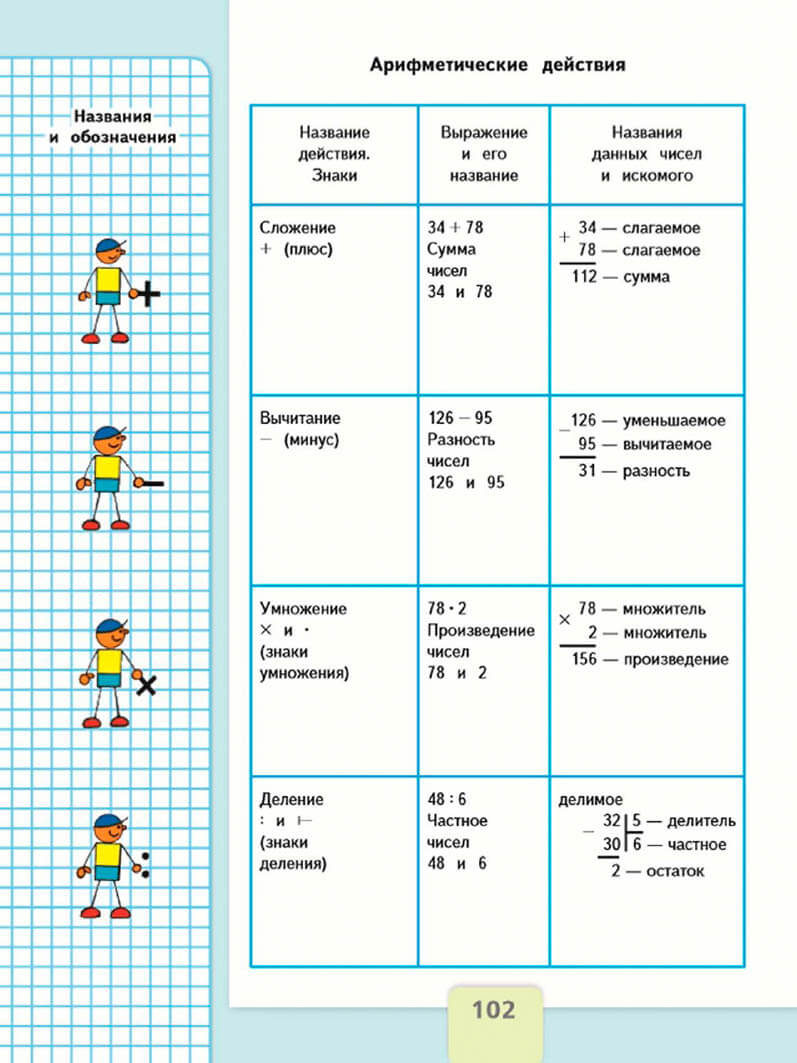 Арифметические действия
Названия
и обозначения
Название
действия.
Знаки
Выражение
и его
название
Названия
данных чисел
и искомого
Сложение
+ (плюс)
34 + 78
Сумма
чисел
34 и 78
+ 34 — слагаемое
78 — слагаемое
112 — сумма
Вычитание
— (минус)
126 — 95
Разность
чисел
126 и 95
_126 — уменьшаемое
95 — вычитаемое
31 — разность
Умножение
× и ·
(знаки
умножения)
78 · 2
Произведение
чисел
78 и 2
× 78 — множитель
2 — множитель
156 — произведение
Деление
: и ⊢
(знаки
деления)
48 : 6
Частное
чисел
48 и 6
делимое
— 32|5 — делитель
30|6 — частное
2 — остаток
102